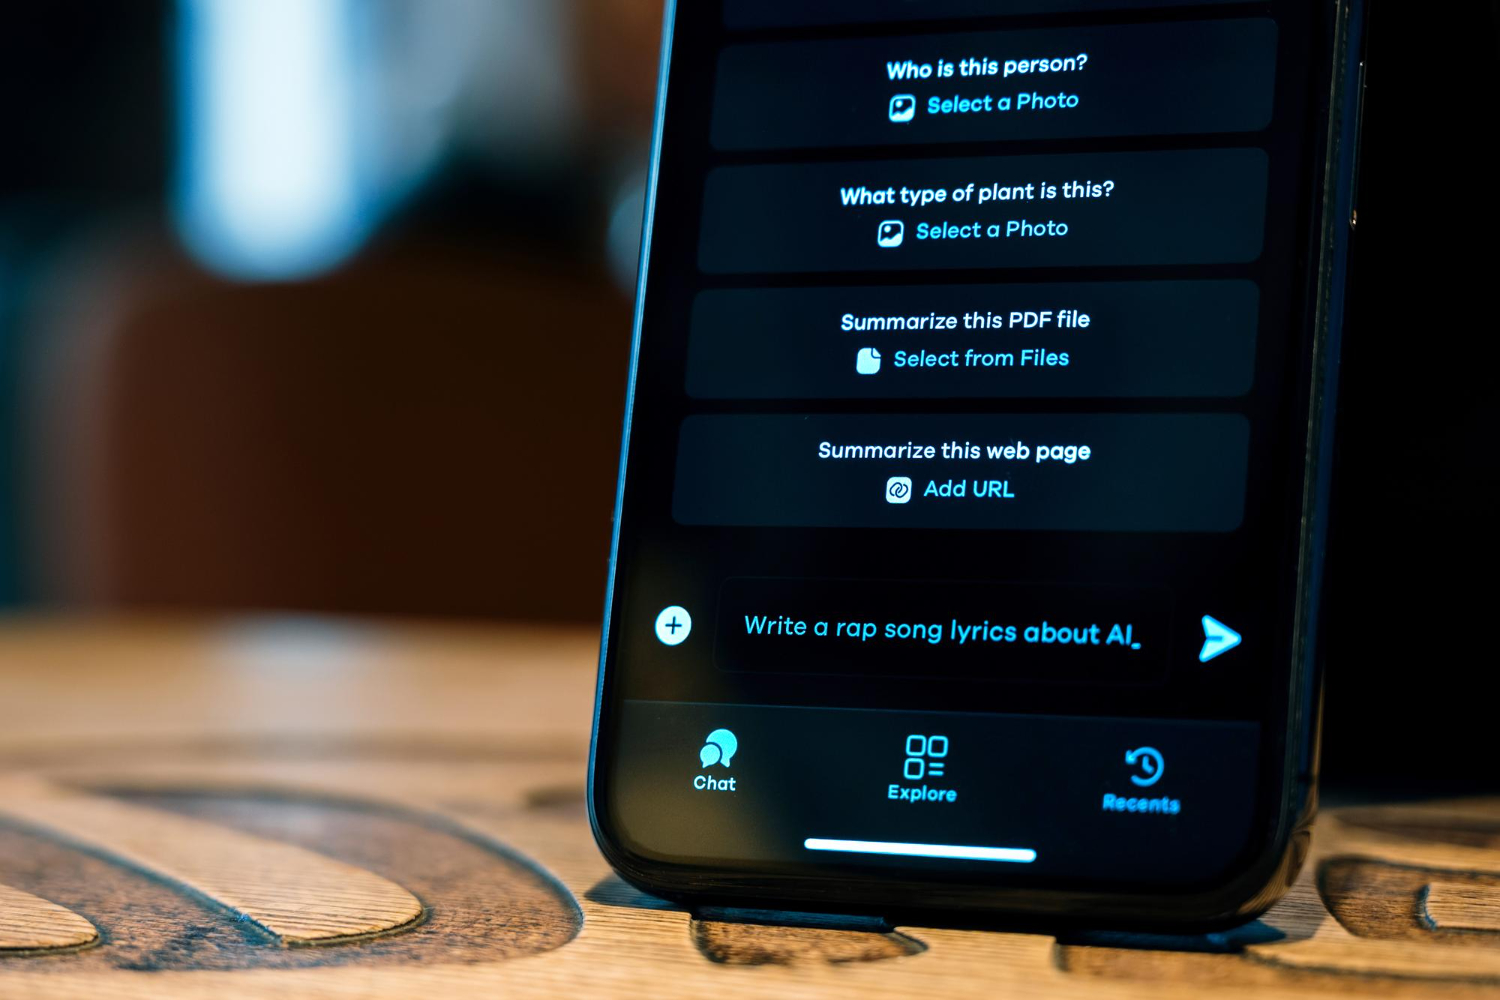 Who is this person?
Select a Photo
What type of plant is this?
Select a Photo
Summarize this PDF file
Select from Files
Summarize this web page
Add URL
Write a rap song lyrics about AI_
Chat
Explore
Recents